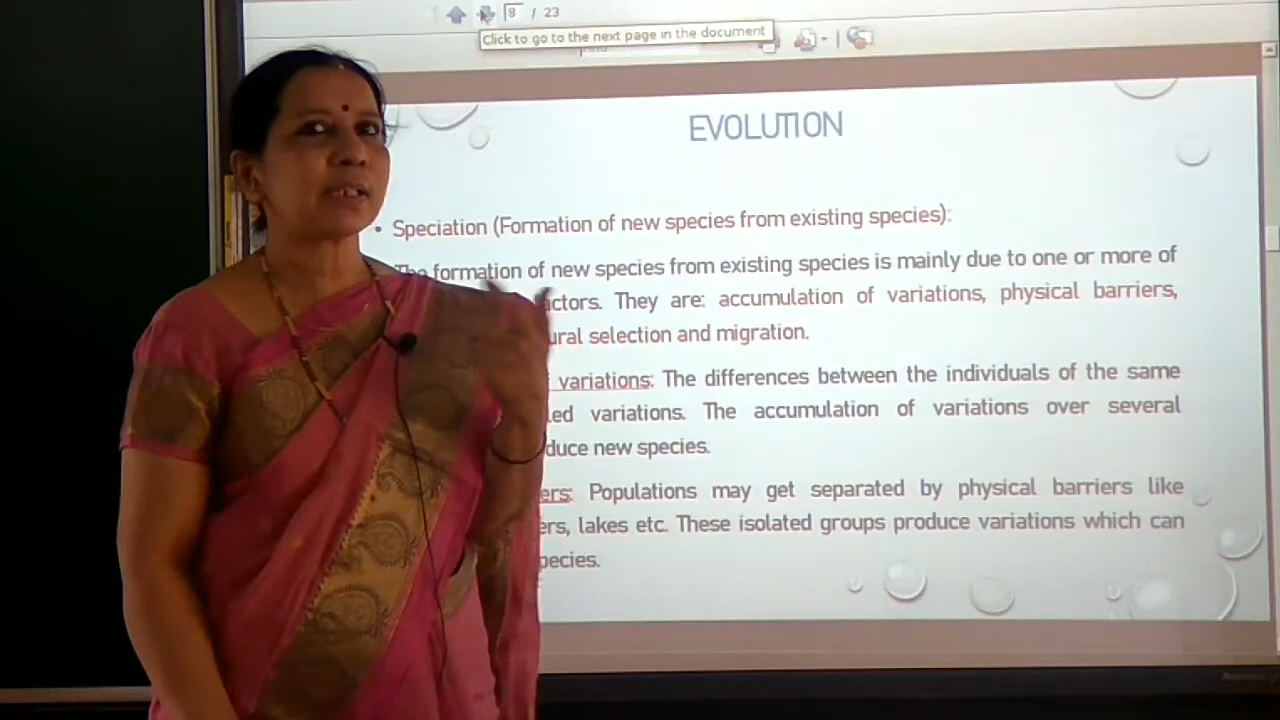 8 / 23
Click to go to the next page in the document
EVOLUTION
• Speciation (Formation of new species from existing species):
The formation of new species from existing species is mainly due to one or more of
actors. They are: accumulation of variations, physical barriers,
ural selection and migration.
variations: The differences between the individuals of the same
led variations. The accumulation of variations over several
duce new species.
ers: Populations may get separated by physical barriers like
ers, lakes etc. These isolated groups produce variations which can
pecies.